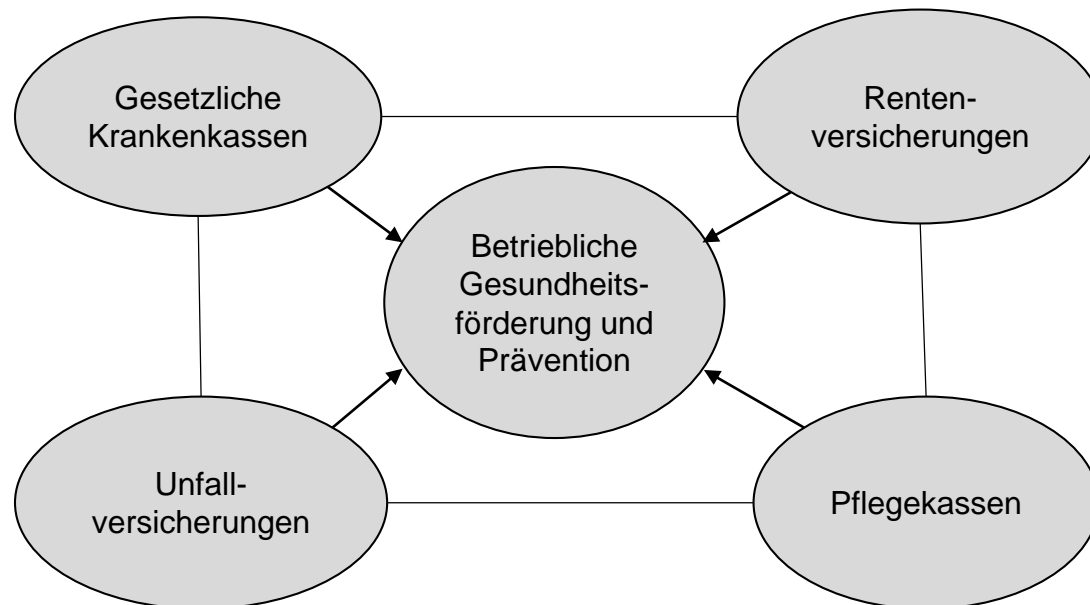 Gesetzliche
Krankenkassen
Renten-
versicherungen
Betriebliche
Gesundheits-
förderung und
Prävention
Unfall-
versicherungen
Pflegekassen